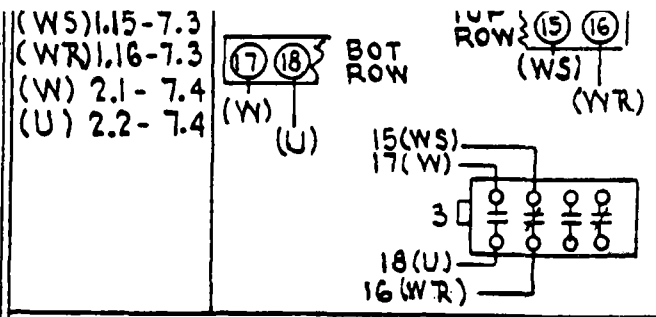 (WS)1.15-7.3
(WR)1.16-7.3
(W) 2.1- 7.4
(U) 2.2- 7.4
17 18
BOT
ROW
(W)
(U)
TOP
ROW
15 16
(WS)
(WR)
15(WS)
17(W)
3
18(U)
16(WR)